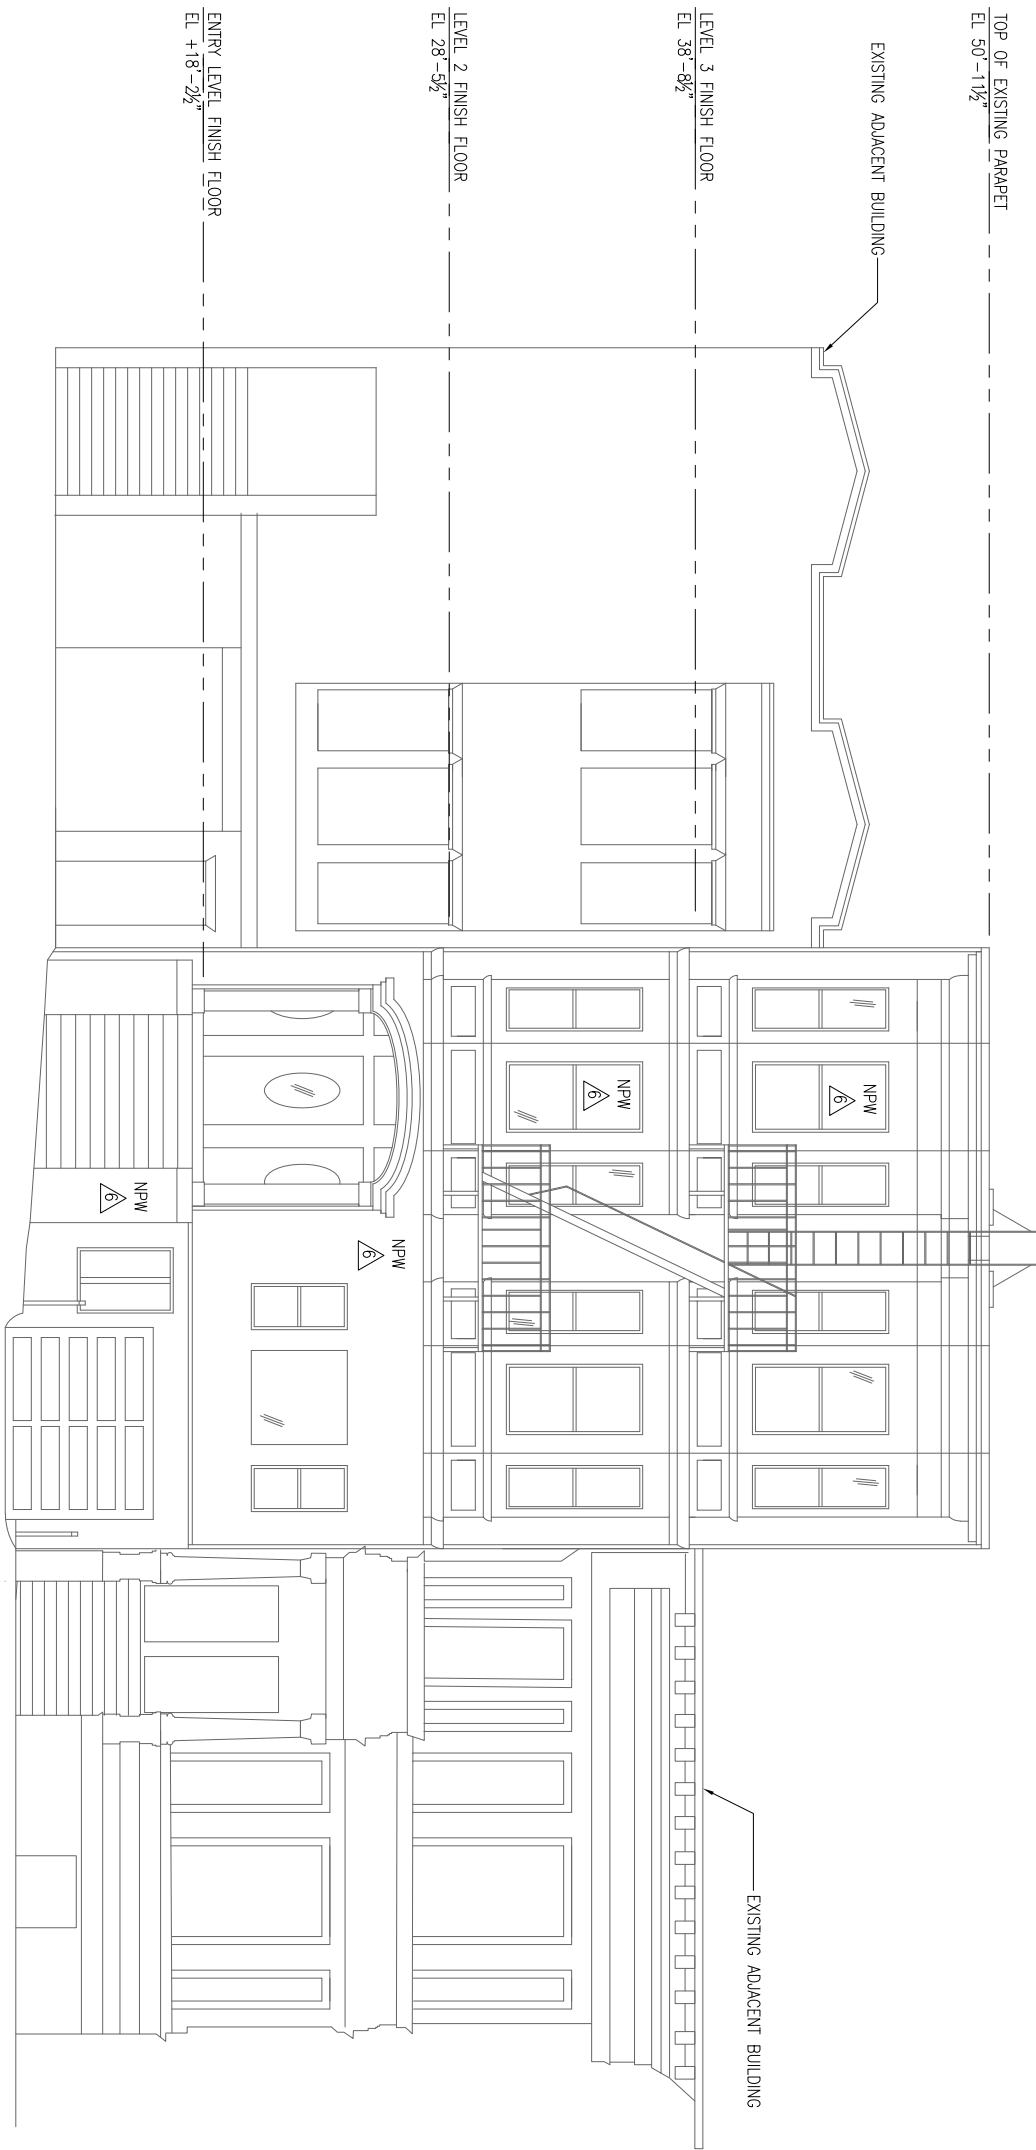 TOP OF EXISTING PARAPET
EL 50'-11½"
EXISTING ADJACENT BUILDING
LEVEL 3 FINISH FLOOR
EL 38'-8½"
LEVEL 2 FINISH FLOOR
EL 28'-5½"
ENTRY LEVEL FINISH FLOOR
EL +18'-2½"
NPW
6
NPW
6
NPW
6
NPW
6
EXISTING ADJACENT BUILDING